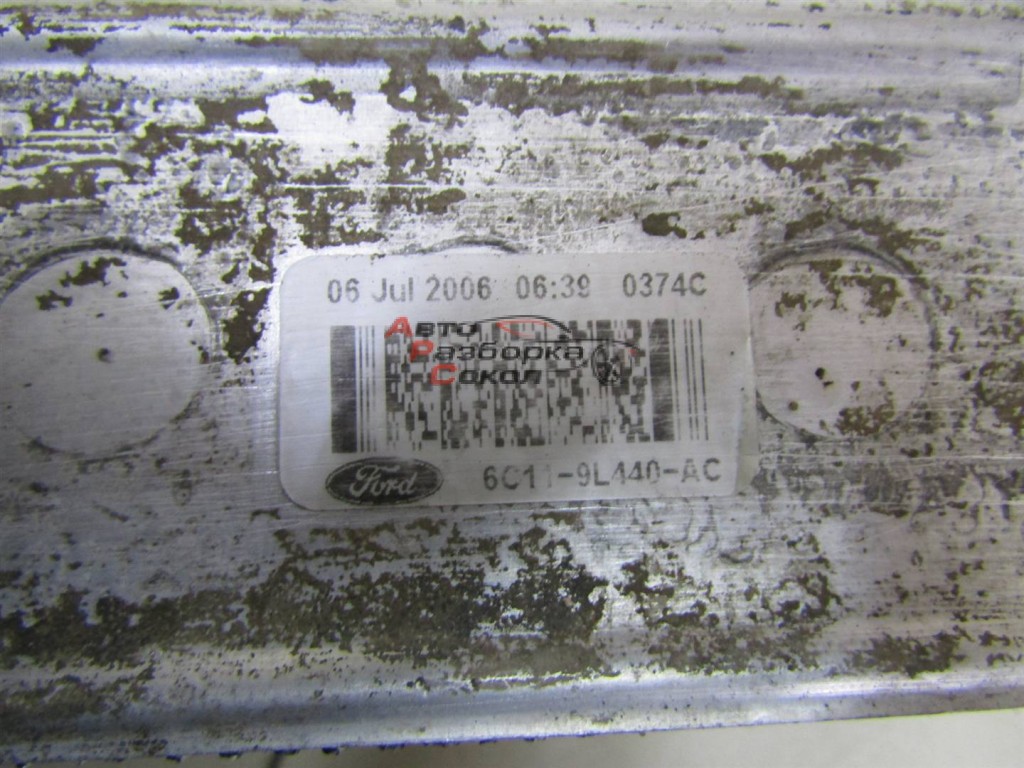 06 Jul 2006 06:39 0374C
Авто
Разборка
Сокол
Ford
6C11-9L440-AC